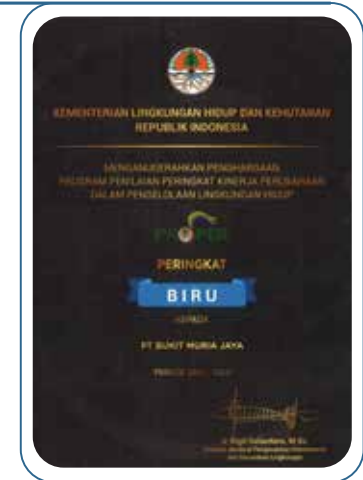 KEMENTERIAN LINGKUNGAN HIDUP DAN KEHUTANAN
REPUBLIK INDONESIA
MENGANUGERAHKAN PENGHARGAAN
PROGRAM PENILAIAN PERINGKAT KINERJA PERUSAHAAN
DALAM PENGELOLAAN LINGKUNGAN HIDUP
PROPER
PERINGKAT
BIRU
KEPADA
PT BUKIT MURIA JAYA
PERIODE